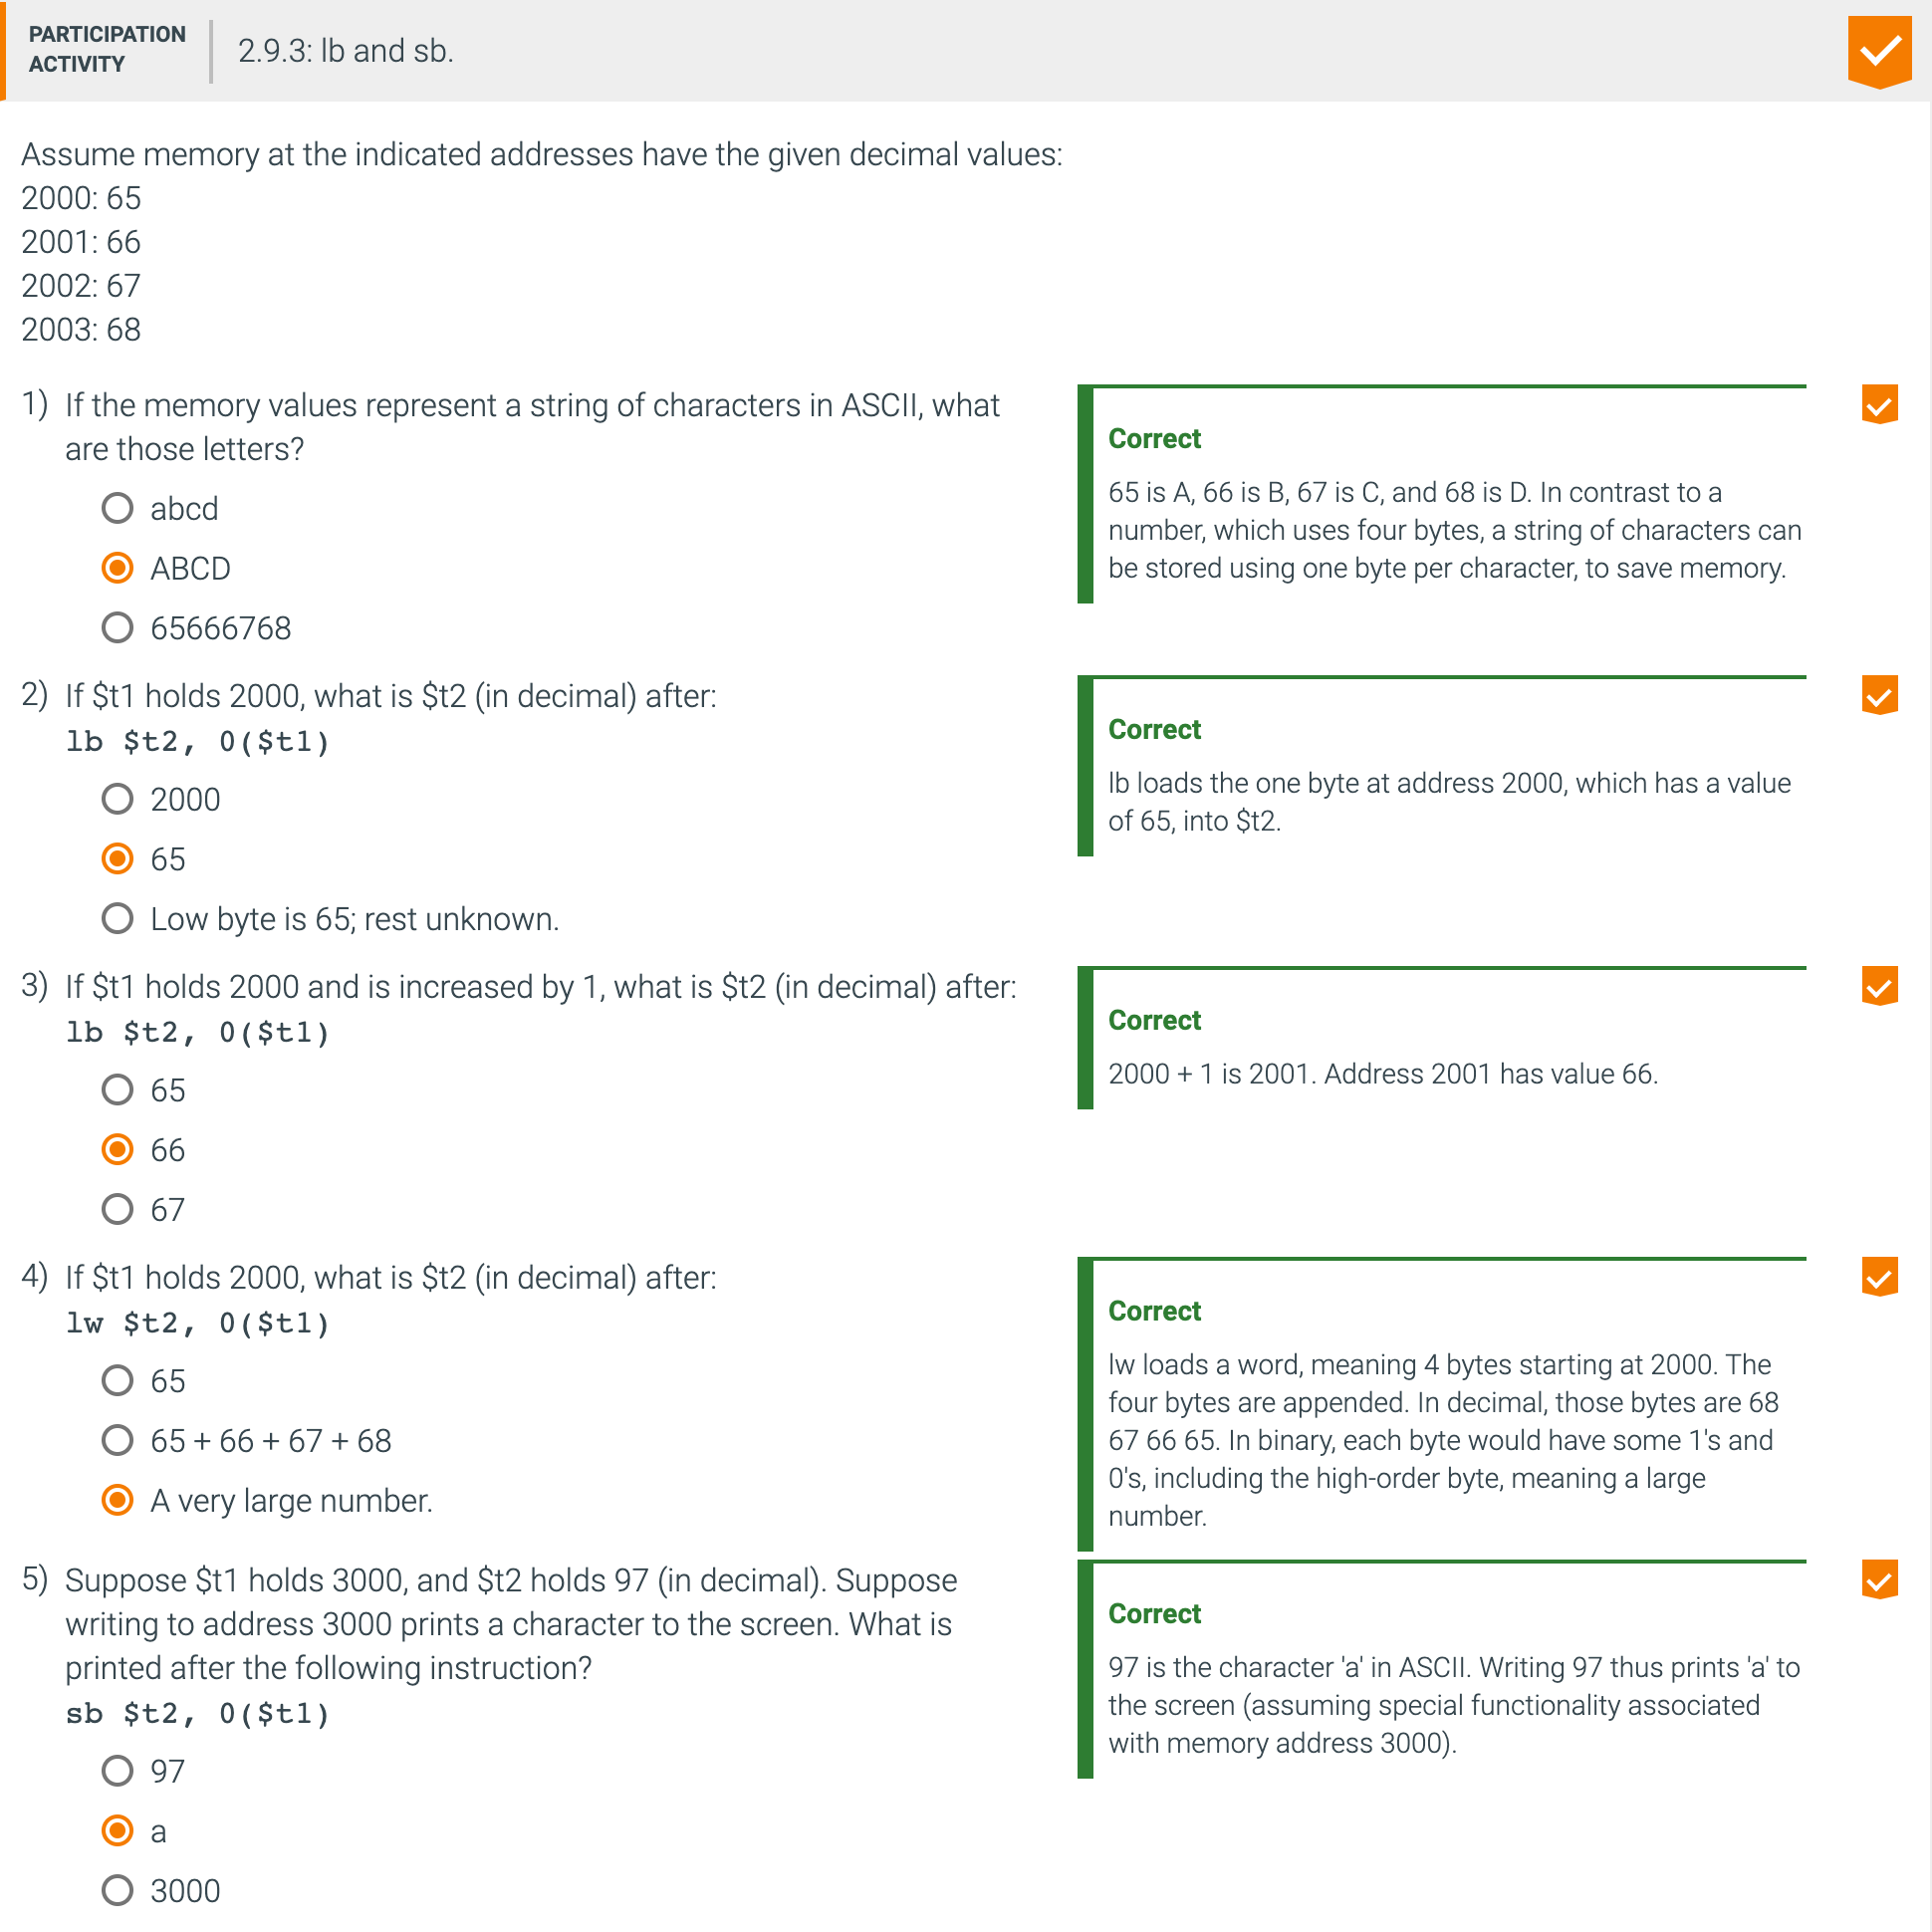 PARTICIPATION
ACTIVITY
2.9.3: lb and sb.
Assume memory at the indicated addresses have the given decimal values:
2000: 65
2001: 66
2002: 67
2003: 68
1) If the memory values represent a string of characters in ASCII, what
are those letters?
abcd
ABCD
65666768
Correct
65 is A, 66 is B, 67 is C, and 68 is D. In contrast to a
number, which uses four bytes, a string of characters can
be stored using one byte per character, to save memory.
2) If $t1 holds 2000, what is $t2 (in decimal) after:
lb $t2, 0($t1)
2000
65
Low byte is 65; rest unknown.
Correct
lb loads the one byte at address 2000, which has a value
of 65, into $t2.
3) If $t1 holds 2000 and is increased by 1, what is $t2 (in decimal) after:
lb $t2, 0($t1)
65
66
67
Correct
2000 + 1 is 2001. Address 2001 has value 66.
4) If $t1 holds 2000, what is $t2 (in decimal) after:
lw $t2, 0($t1)
65
65 + 66 + 67 + 68
A very large number.
Correct
lw loads a word, meaning 4 bytes starting at 2000. The
four bytes are appended. In decimal, those bytes are 68
67 66 65. In binary, each byte would have some 1's and
0's, including the high-order byte, meaning a large
number.
5) Suppose $t1 holds 3000, and $t2 holds 97 (in decimal). Suppose
writing to address 3000 prints a character to the screen. What is
printed after the following instruction?
sb $t2, 0($t1)
97
a
3000
Correct
97 is the character 'a' in ASCII. Writing 97 thus prints 'a' to
the screen (assuming special functionality associated
with memory address 3000).